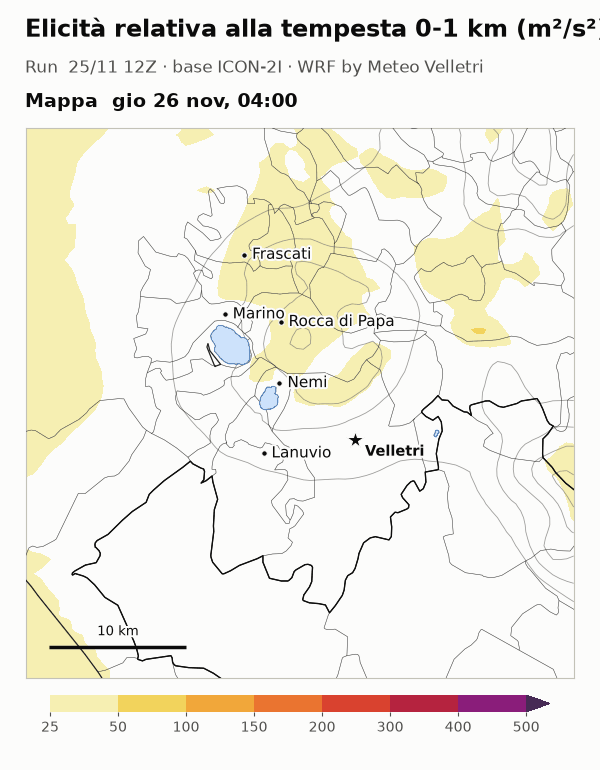 Elicità relativa alla tempesta 0-1 km (m²/s²)
Run 25/11 12Z · base ICON-2I · WRF by Meteo Velletri
Mappa gio 26 nov, 04:00
Frascati
Marino
Rocca di Papa
Nemi
Velletri
Lanuvio
10 km
25 50 100 150 200 300 400 500